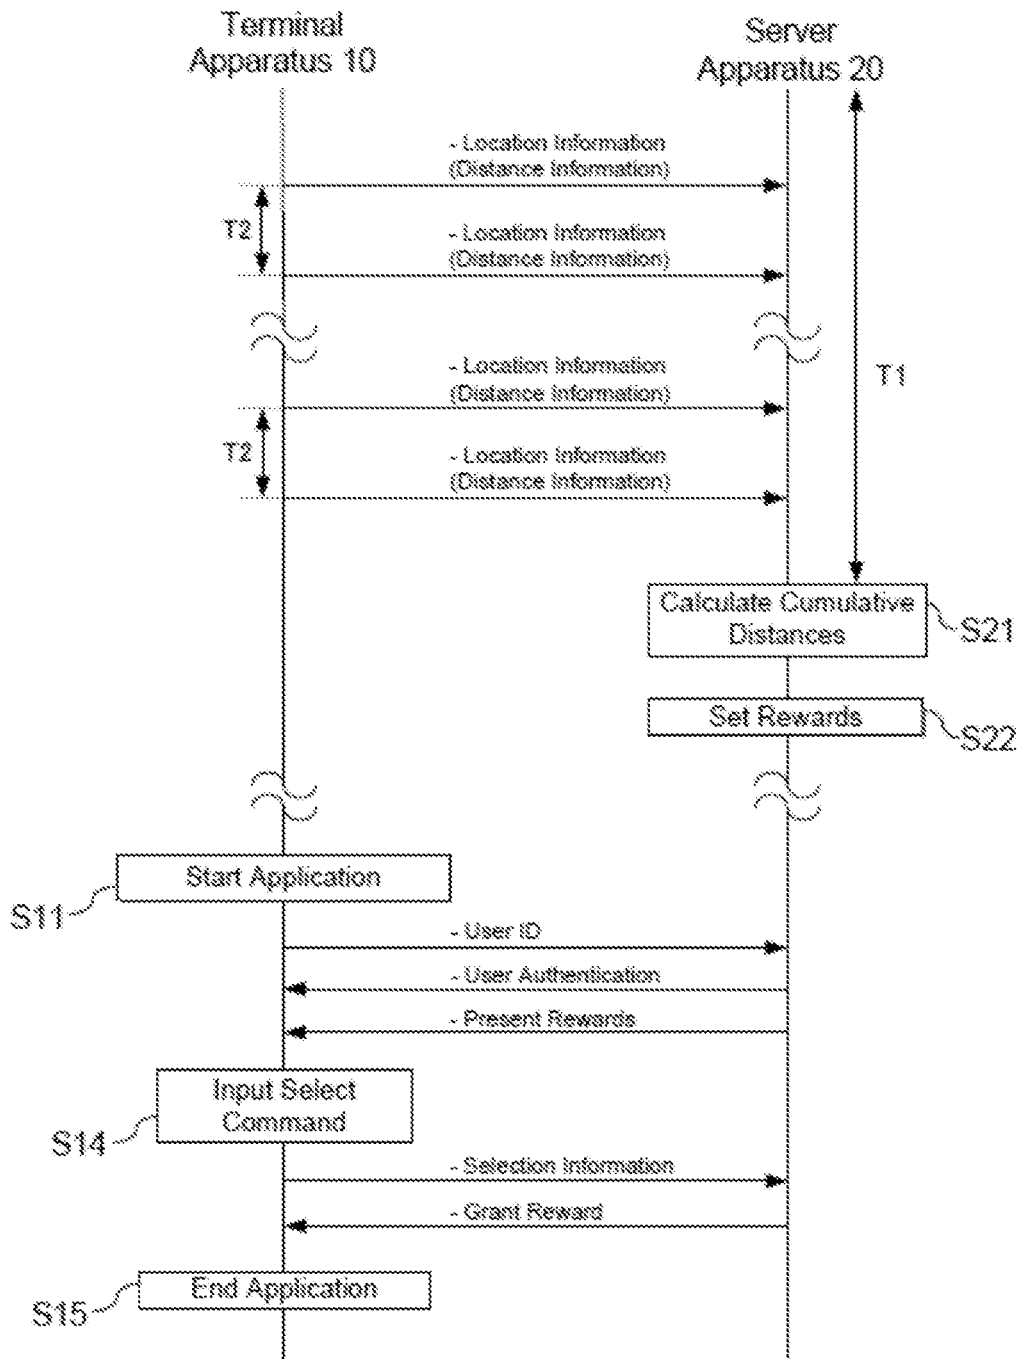 Terminal
Apparatus 10
Server
Apparatus 20
- Location Information
(Distance Information)
T2
- Location Information
(Distance Information)
T1
- Location Information
(Distance Information)
T2
- Location Information
(Distance Information)
Calculate Cumulative
Distances
S21
Set Rewards
S22
Start Application
S11
- User ID
- User Authentication
- Present Rewards
Input Select
Command
S14
- Selection Information
- Grant Reward
End Application
S15